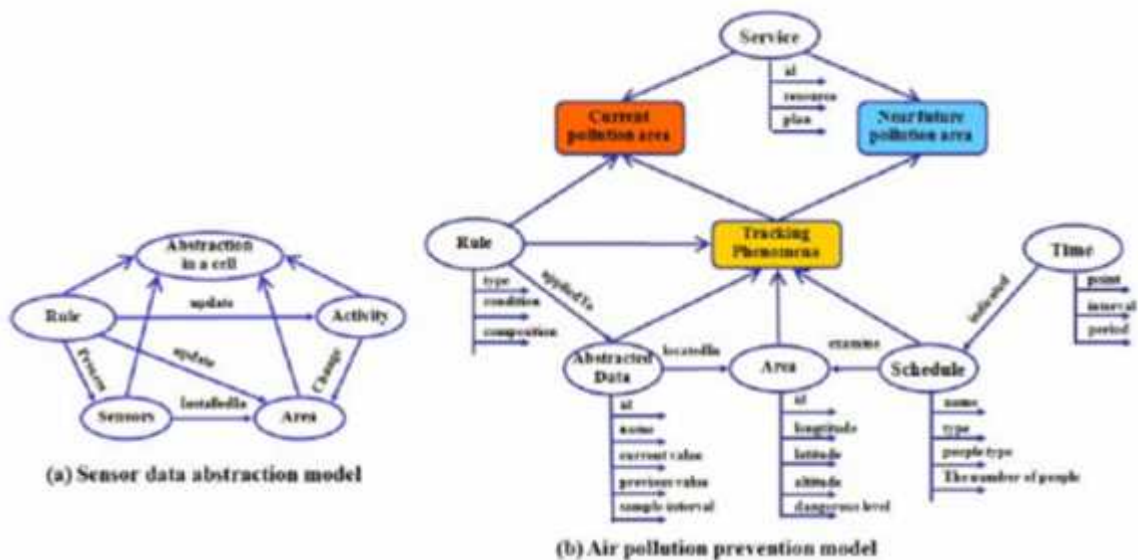 Service
id
resource
plan
Current
pollution area
Near future
pollution area
Rule
type
condition
composition
appliedTo
Tracking
Phenomena
Time
point
interval
period
indicated
Abstracted
Data
locatedIn
Area
examine
Schedule
id
name
current value
previous value
sample interval
id
longitude
latitude
altitude
dangerous level
name
type
people type
The number of people
(b) Air pollution prevention model
Abstraction
in a cell
Rule
update
Activity
Process
update
Change
Sensors
InstalledIn
Area
(a) Sensor data abstraction model